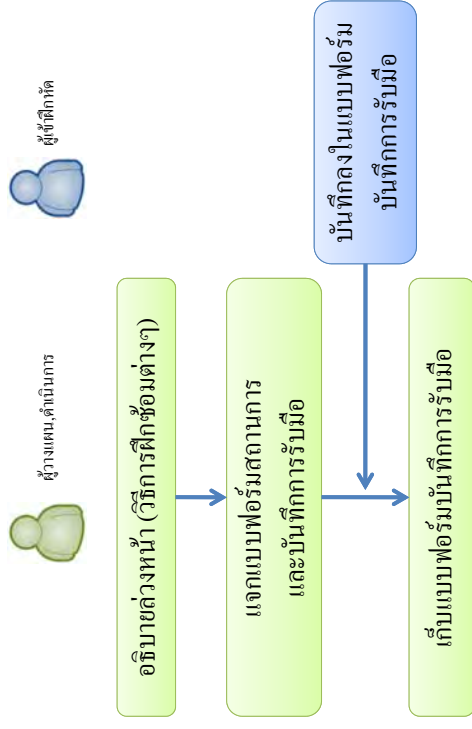 ผู้วางแผน,ดำเนินการ
ผู้เข้าฝึกหัด
อธิบายล่วงหน้า (วิธีการฝึกซ้อมต่างๆ)
แจกแบบฟอร์มสถานการ
และบันทึกการรับมือ
บันทึกลงในแบบฟอร์ม
บันทึกการรับมือ
เก็บแบบฟอร์มบันทึกการรับมือ